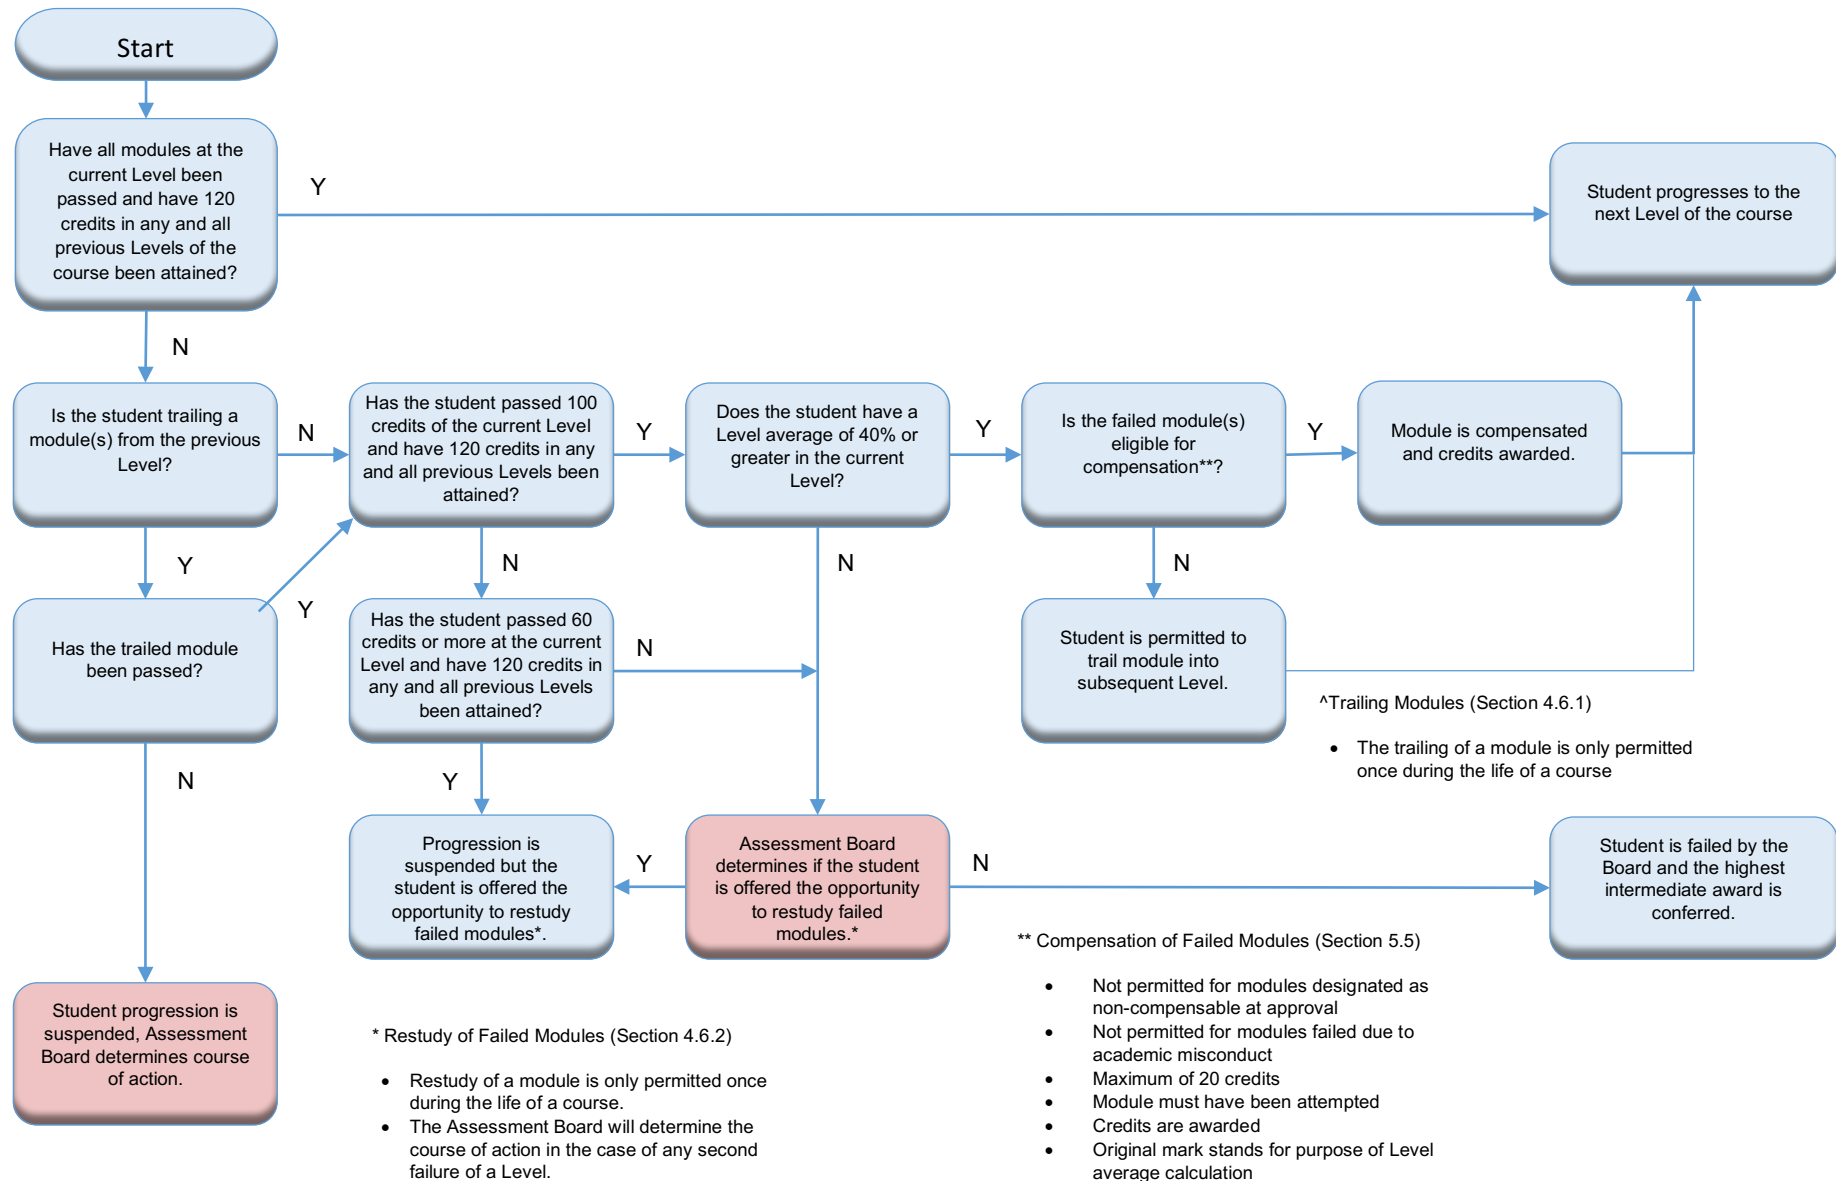 Start
Have all modules at the
current Level been
passed and have 120
credits in any and all
previous Levels of the
course been attained?
Y
Student progresses to the
next Level of the course
N
Is the student trailing a
module(s) from the previous
Level?
N
Has the student passed 100
credits of the current Level
and have 120 credits in any
and all previous Levels been
attained?
Y
Does the student have a
Level average of 40% or
greater in the current
Level?
Y
Is the failed module(s)
eligible for
compensation**?
Y
Module is compensated
and credits awarded.
Y
N
N
N
Has the trailed module
been passed?
Y
Has the student passed 60
credits or more at the current
Level and have 120 credits in
any and all previous Levels
been attained?
N
Student is permitted to
trail module into
subsequent Level.
^Trailing Modules (Section 4.6.1)
• The trailing of a module is only permitted
once during the life of a course
N
Y
Progression is
suspended but the
student is offered the
opportunity to restudy
failed modules*.
Y
Assessment Board
determines if the student
is offered the opportunity
to restudy failed
modules.*
N
Student is failed by the
Board and the highest
intermediate award is
conferred.
Student progression is
suspended, Assessment
Board determines course
of action.
* Restudy of Failed Modules (Section 4.6.2)
• Restudy of a module is only permitted once
during the life of a course.
• The Assessment Board will determine the
course of action in the case of any second
failure of a Level.
** Compensation of Failed Modules (Section 5.5)
• Not permitted for modules designated as
non-compensable at approval
• Not permitted for modules failed due to
academic misconduct
• Maximum of 20 credits
• Module must have been attempted
• Credits are awarded
• Original mark stands for purpose of Level
average calculation